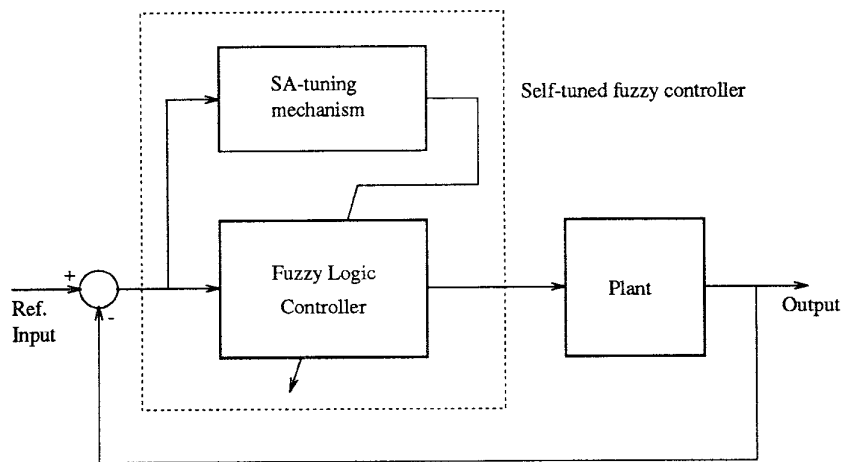 SA-tuning
mechanism
Self-tuned fuzzy controller
+
-
Ref.
Input
Fuzzy Logic
Controller
Plant
Output